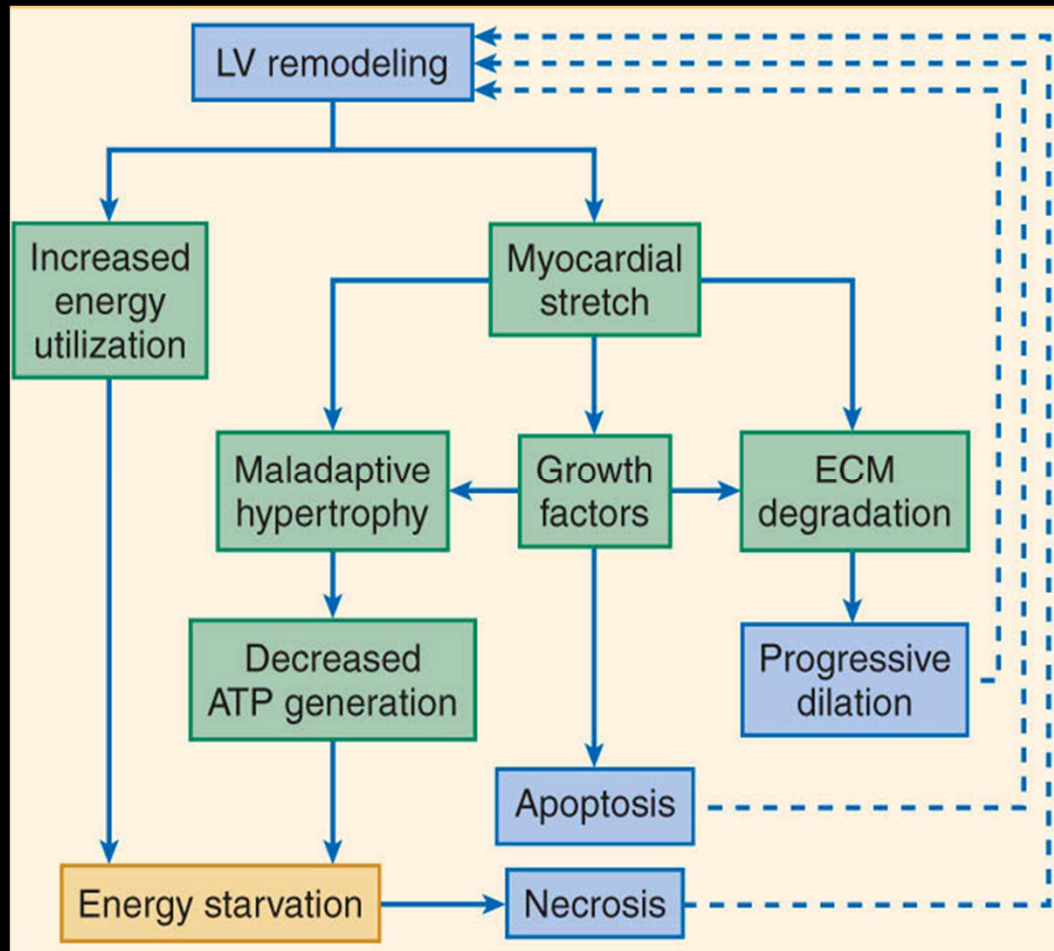 LV remodeling
Increased
energy
utilization
Myocardial
stretch
Maladaptive
hypertrophy
Growth
factors
ECM
degradation
Decreased
ATP generation
Progressive
dilation
Apoptosis
Energy starvation
Necrosis